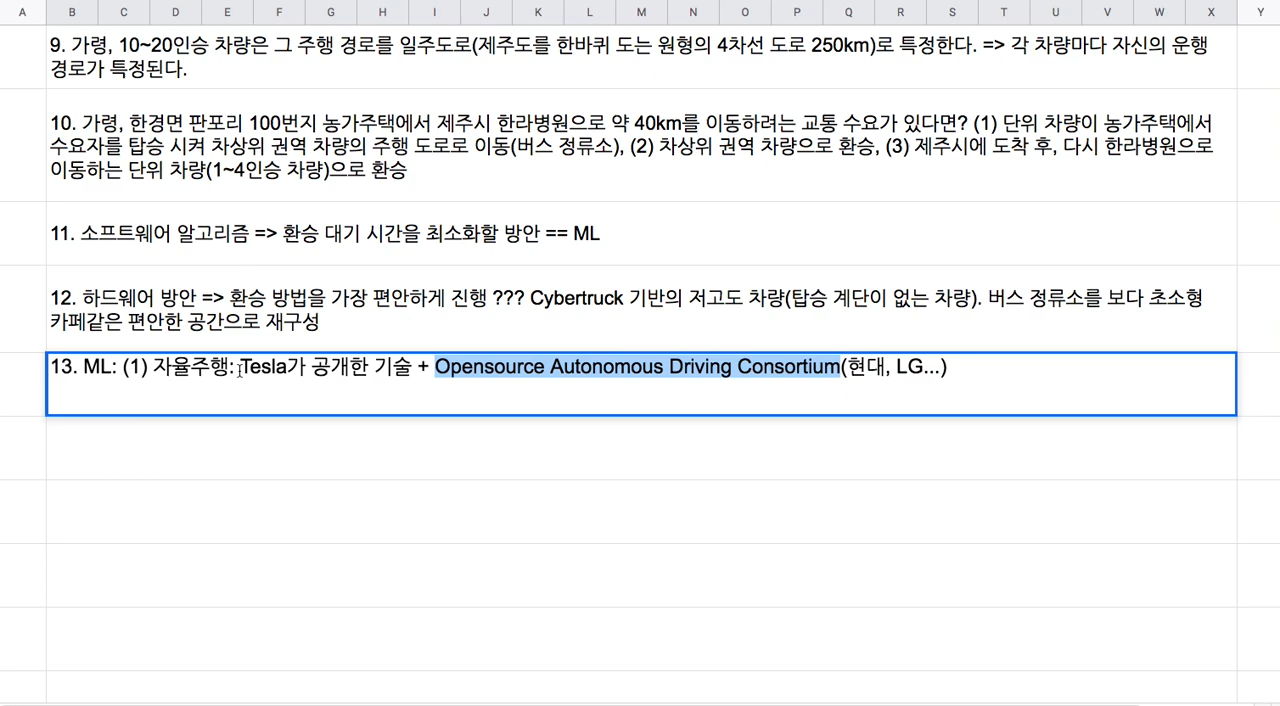 A B C D E F G H I J K L M N O P Q R S T U V W X Y
9. 가령, 10~20인승 차량은 그 주행 경로를 일주도로(제주도를 한바퀴 도는 원형의 4차선 도로 250km)로 특정한다. => 각 차량마다 자신의 운행
경로가 특정된다.
10. 가령, 한경면 판포리 100번지 농가주택에서 제주시 한라병원으로 약 40km를 이동하려는 교통 수요가 있다면? (1) 단위 차량이 농가주택에서
수요자를 탑승 시켜 차상위 권역 차량의 주행 도로로 이동(버스 정류소), (2) 차상위 권역 차량으로 환승, (3) 제주시에 도착 후, 다시 한라병원으로
이동하는 단위 차량(1~4인승 차량)으로 환승
11. 소프트웨어 알고리즘 => 환승 대기 시간을 최소화할 방안 == ML
12. 하드웨어 방안 => 환승 방법을 가장 편안하게 진행 ??? Cybertruck 기반의 저고도 차량(탑승 계단이 없는 차량). 버스 정류소를 보다 초소형
카페같은 편안한 공간으로 재구성
13. ML: (1) 자율주행: Tesla가 공개한 기술 + Opensource Autonomous Driving Consortium(현대, LG...)